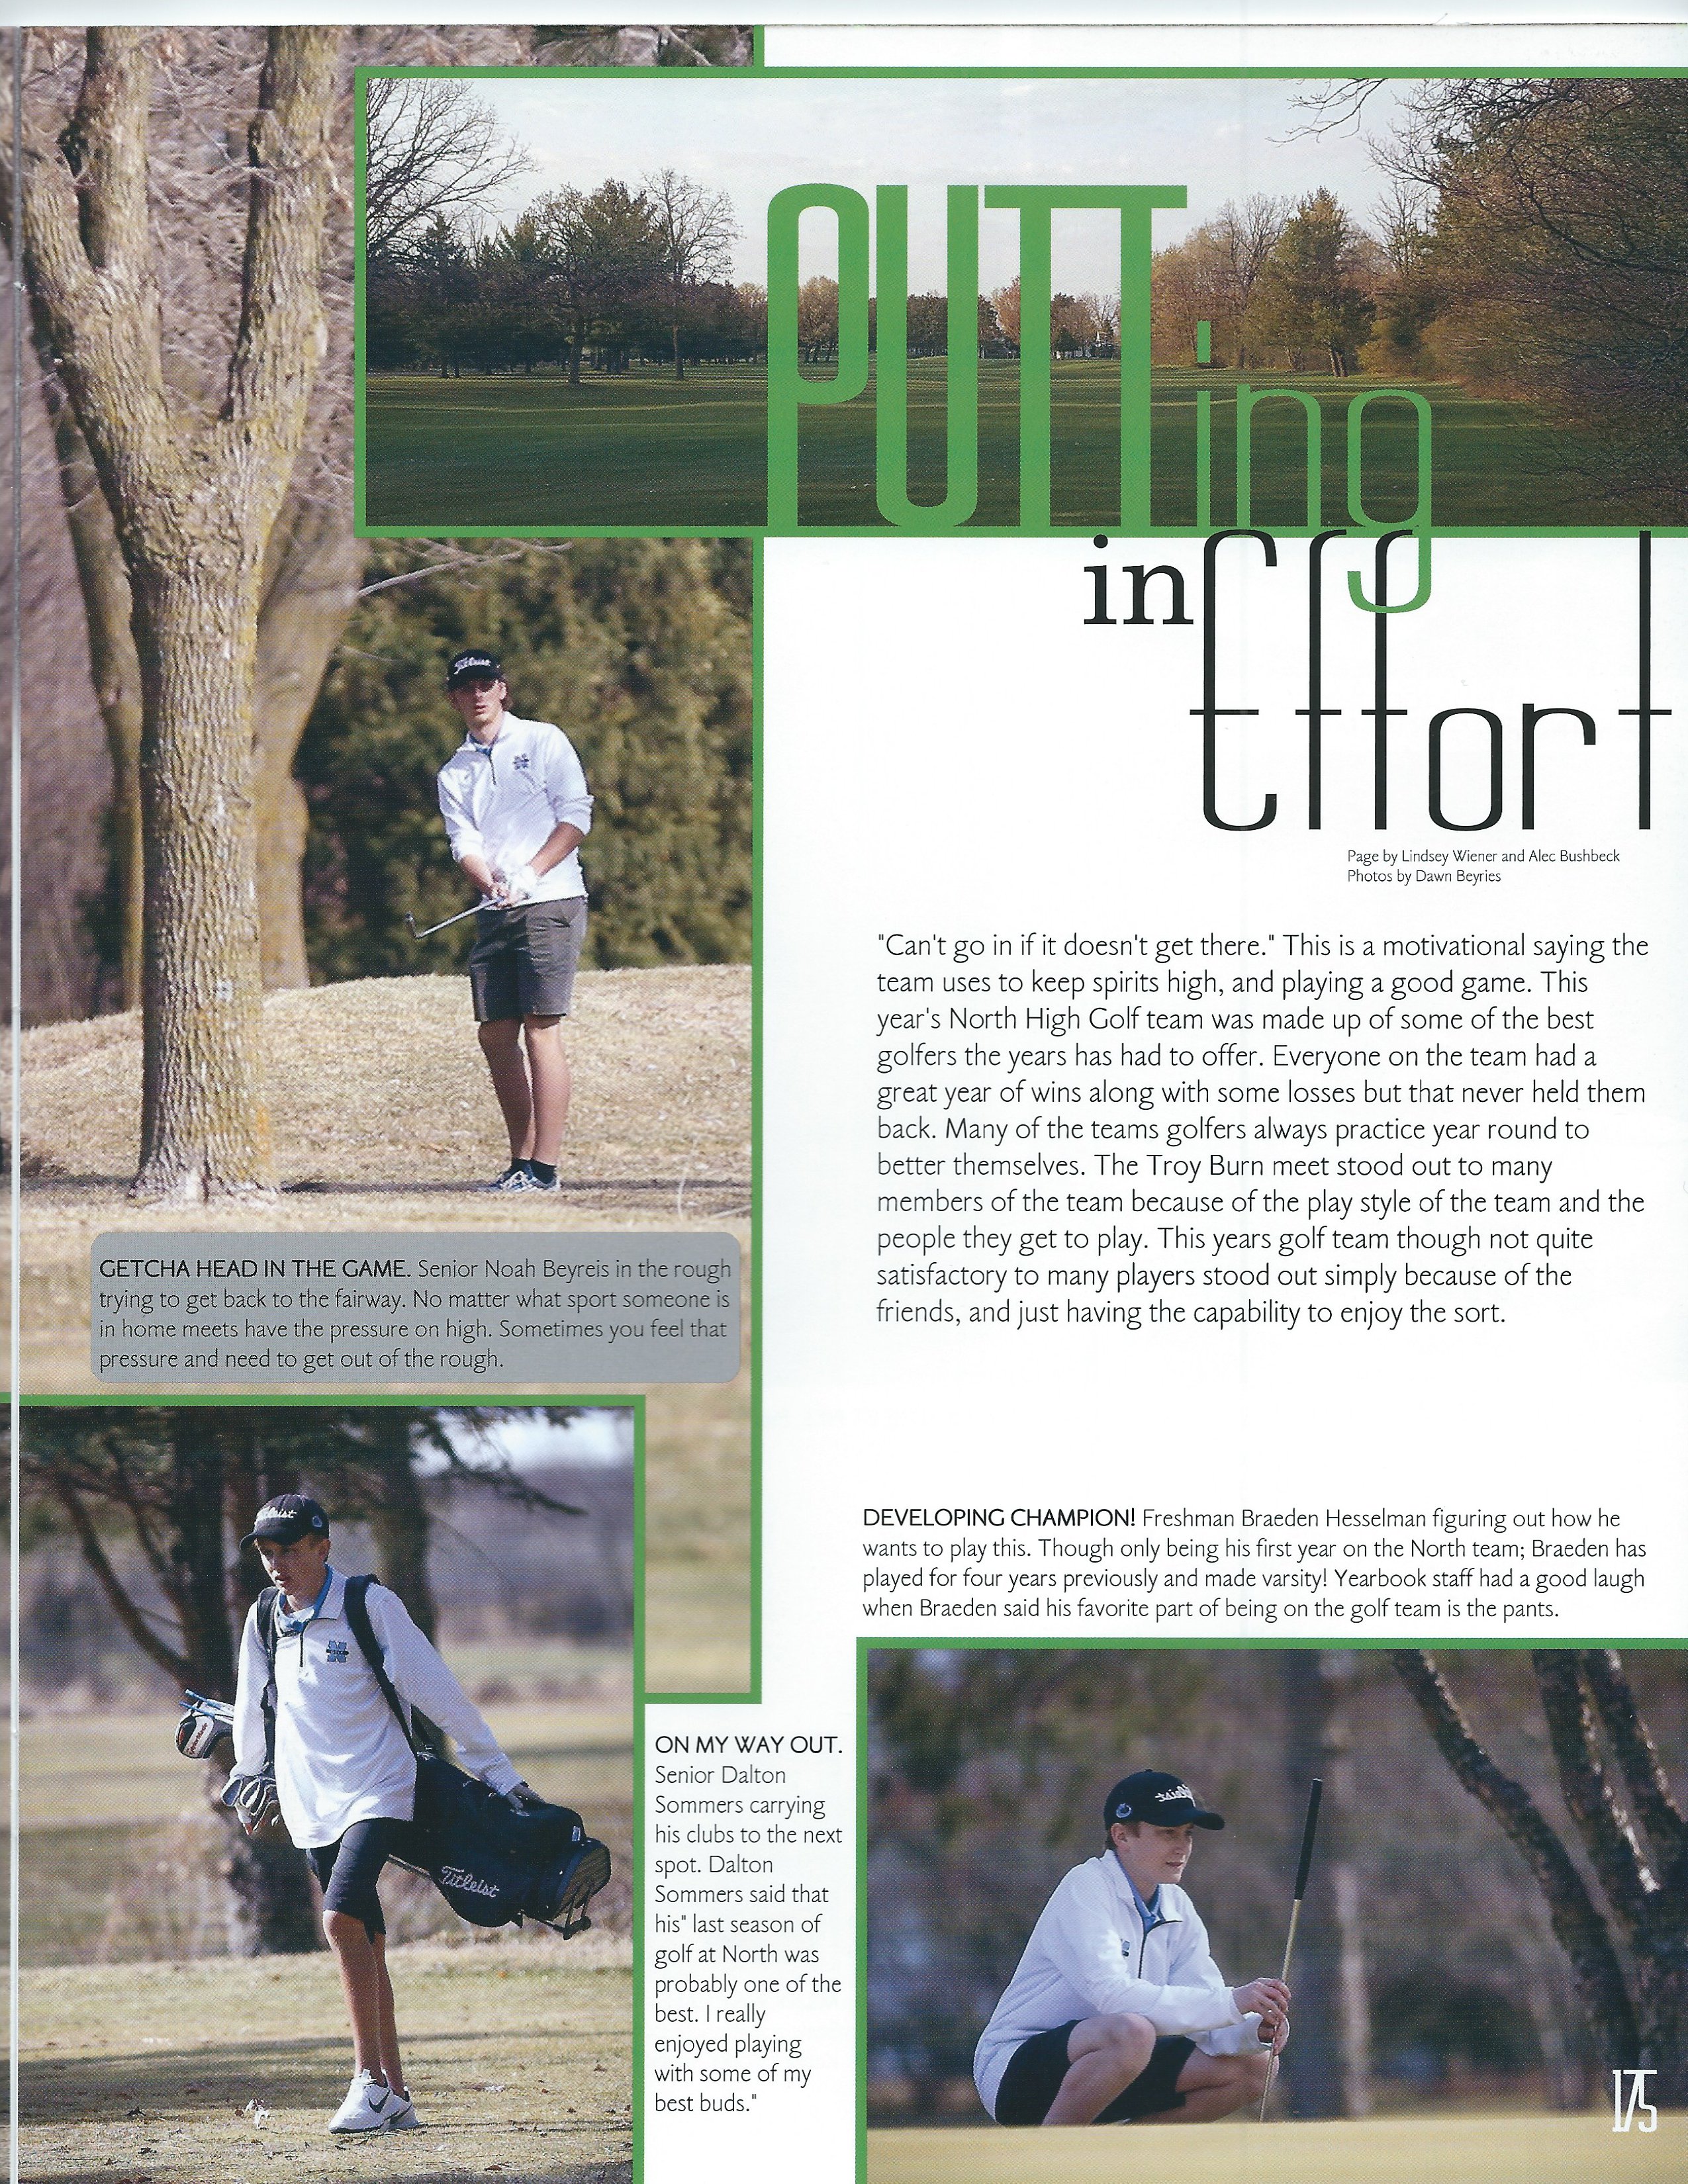 PUTTing
in Effort
Page by Lindsey Wiener and Alec Bushbeck
Photos by Dawn Beyries
"Can't go in if it doesn't get there." This is a motivational saying the
team uses to keep spirits high, and playing a good game. This
year's North High Golf team was made up of some of the best
golfers the years has had to offer. Everyone on the team had a
great year of wins along with some losses but that never held them
back. Many of the teams golfers always practice year round to
better themselves. The Troy Burn meet stood out to many
members of the team because of the play style of the team and the
people they get to play. This years golf team though not quite
satisfactory to many players stood out simply because of the
friends, and just having the capability to enjoy the sort.
Titleist
N
GETCHA HEAD IN THE GAME. Senior Noah Beyreis in the rough
trying to get back to the fairway. No matter what sport someone is
in home meets have the pressure on high. Sometimes you feel that
pressure and need to get out of the rough.
Titleist
N
Titleist
ON MY WAY OUT.
Senior Dalton
Sommers carrying
his clubs to the next
spot. Dalton
Sommers said that
his" last season of
golf at North was
probably one of the
best. I really
enjoyed playing
with some of my
best buds."
DEVELOPING CHAMPION! Freshman Braeden Hesselman figuring out how he
wants to play this. Though only being his first year on the North team; Braeden has
played for four years previously and made varsity! Yearbook staff had a good laugh
when Braeden said his favorite part of being on the golf team is the pants.
Titleist
175